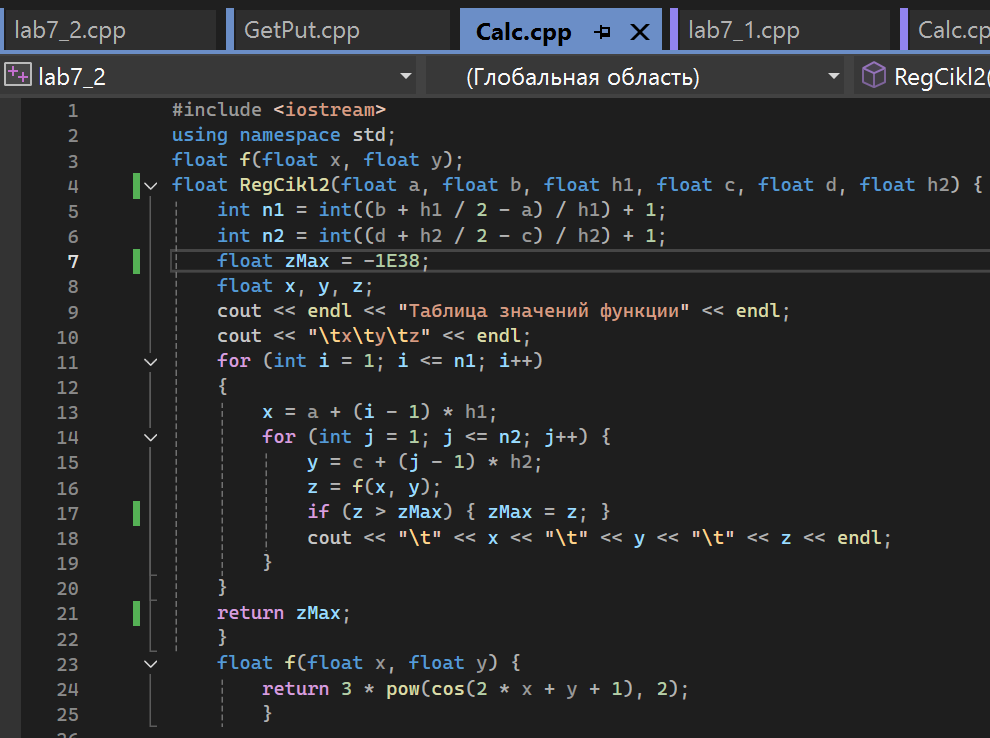 lab7_2.cpp GetPut.cpp Calc.cpp lab7_1.cpp Calc.cp
lab7_2 (Глобальная область) RegCikl2(
1 #include <iostream>
2 using namespace std;
3 float f(float x, float y);
4 float RegCikl2(float a, float b, float h1, float c, float d, float h2) {
5 int n1 = int((b + h1 / 2 - a) / h1) + 1;
6 int n2 = int((d + h2 / 2 - c) / h2) + 1;
7 float zMax = -1E38;
8 float x, y, z;
9 cout << endl << "Таблица значений функции" << endl;
10 cout << "\tx\ty\tz" << endl;
11 for (int i = 1; i <= n1; i++)
12 {
13 x = a + (i - 1) * h1;
14 for (int j = 1; j <= n2; j++) {
15 y = c + (j - 1) * h2;
16 z = f(x, y);
17 if (z > zMax) { zMax = z; }
18 cout << "\t" << x << "\t" << y << "\t" << z << endl;
19 }
20 }
21 return zMax;
22 }
23 float f(float x, float y) {
24 return 3 * pow(cos(2 * x + y + 1), 2);
25 }